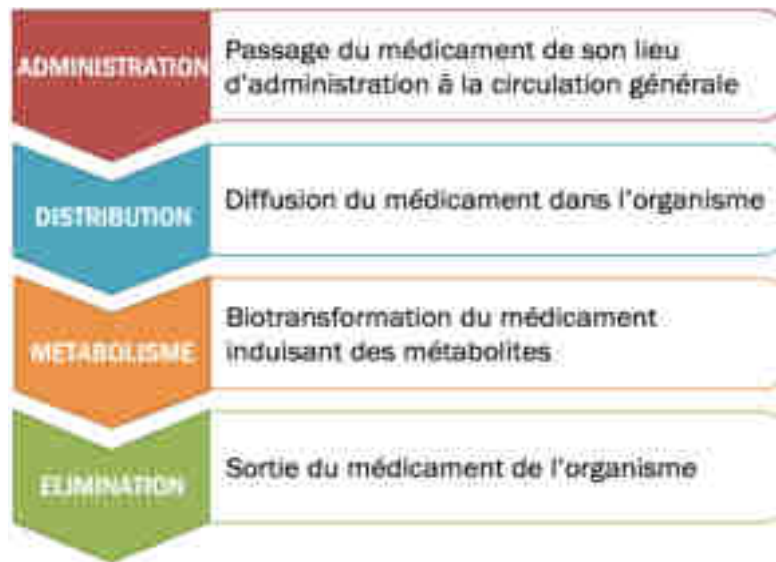 ADMINISTRATION
Passage du médicament de son lieu
d'administration à la circulation générale
DISTRIBUTION
Diffusion du médicament dans l'organisme
METABOLISME
Biotransformation du médicament
induisant des métabolites
ELIMINATION
Sortie du médicament de l'organisme